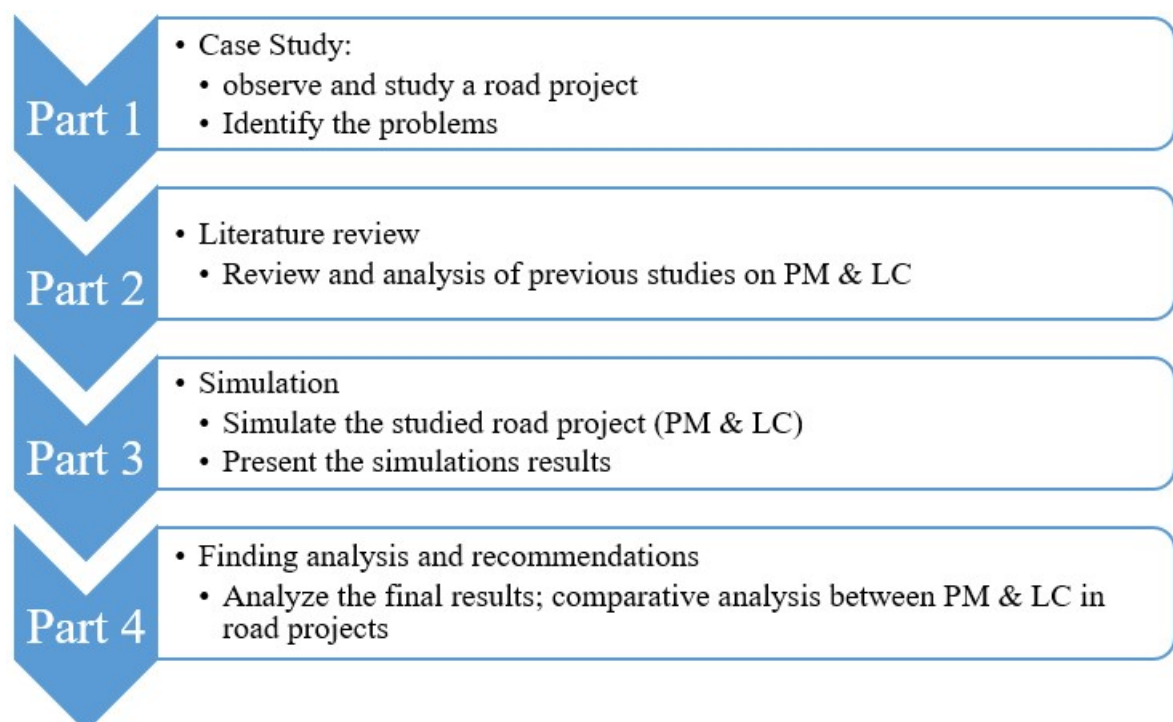 Part 1
• Case Study:
• observe and study a road project
• Identify the problems
Part 2
• Literature review
• Review and analysis of previous studies on PM & LC
Part 3
• Simulation
• Simulate the studied road project (PM & LC)
• Present the simulations results
Part 4
• Finding analysis and recommendations
• Analyze the final results; comparative analysis between PM & LC in
road projects